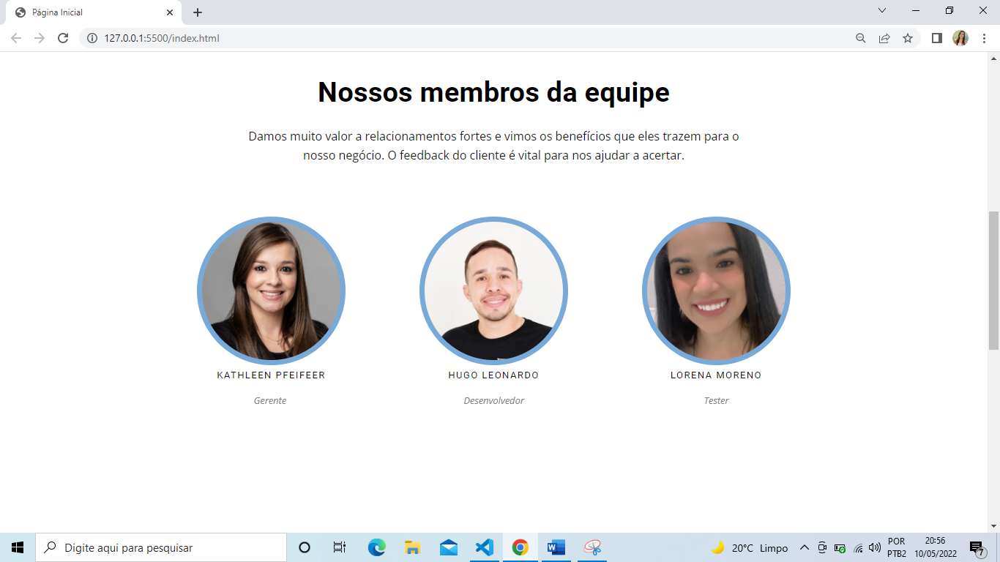 Página Inicial
127.0.0.1:5500/index.html
Nossos membros da equipe
Damos muito valor a relacionamentos fortes e vimos os benefícios que eles trazem para o
nosso negócio. O feedback do cliente é vital para nos ajudar a acertar.
KATHLEEN PFEIFEER
HUGO LEONARDO
LORENA MORENO
Gerente
Desenvolvedor
Tester
Digite aqui para pesquisar
20°C Limpo
POR
PTB2
20:56
10/05/2022
7